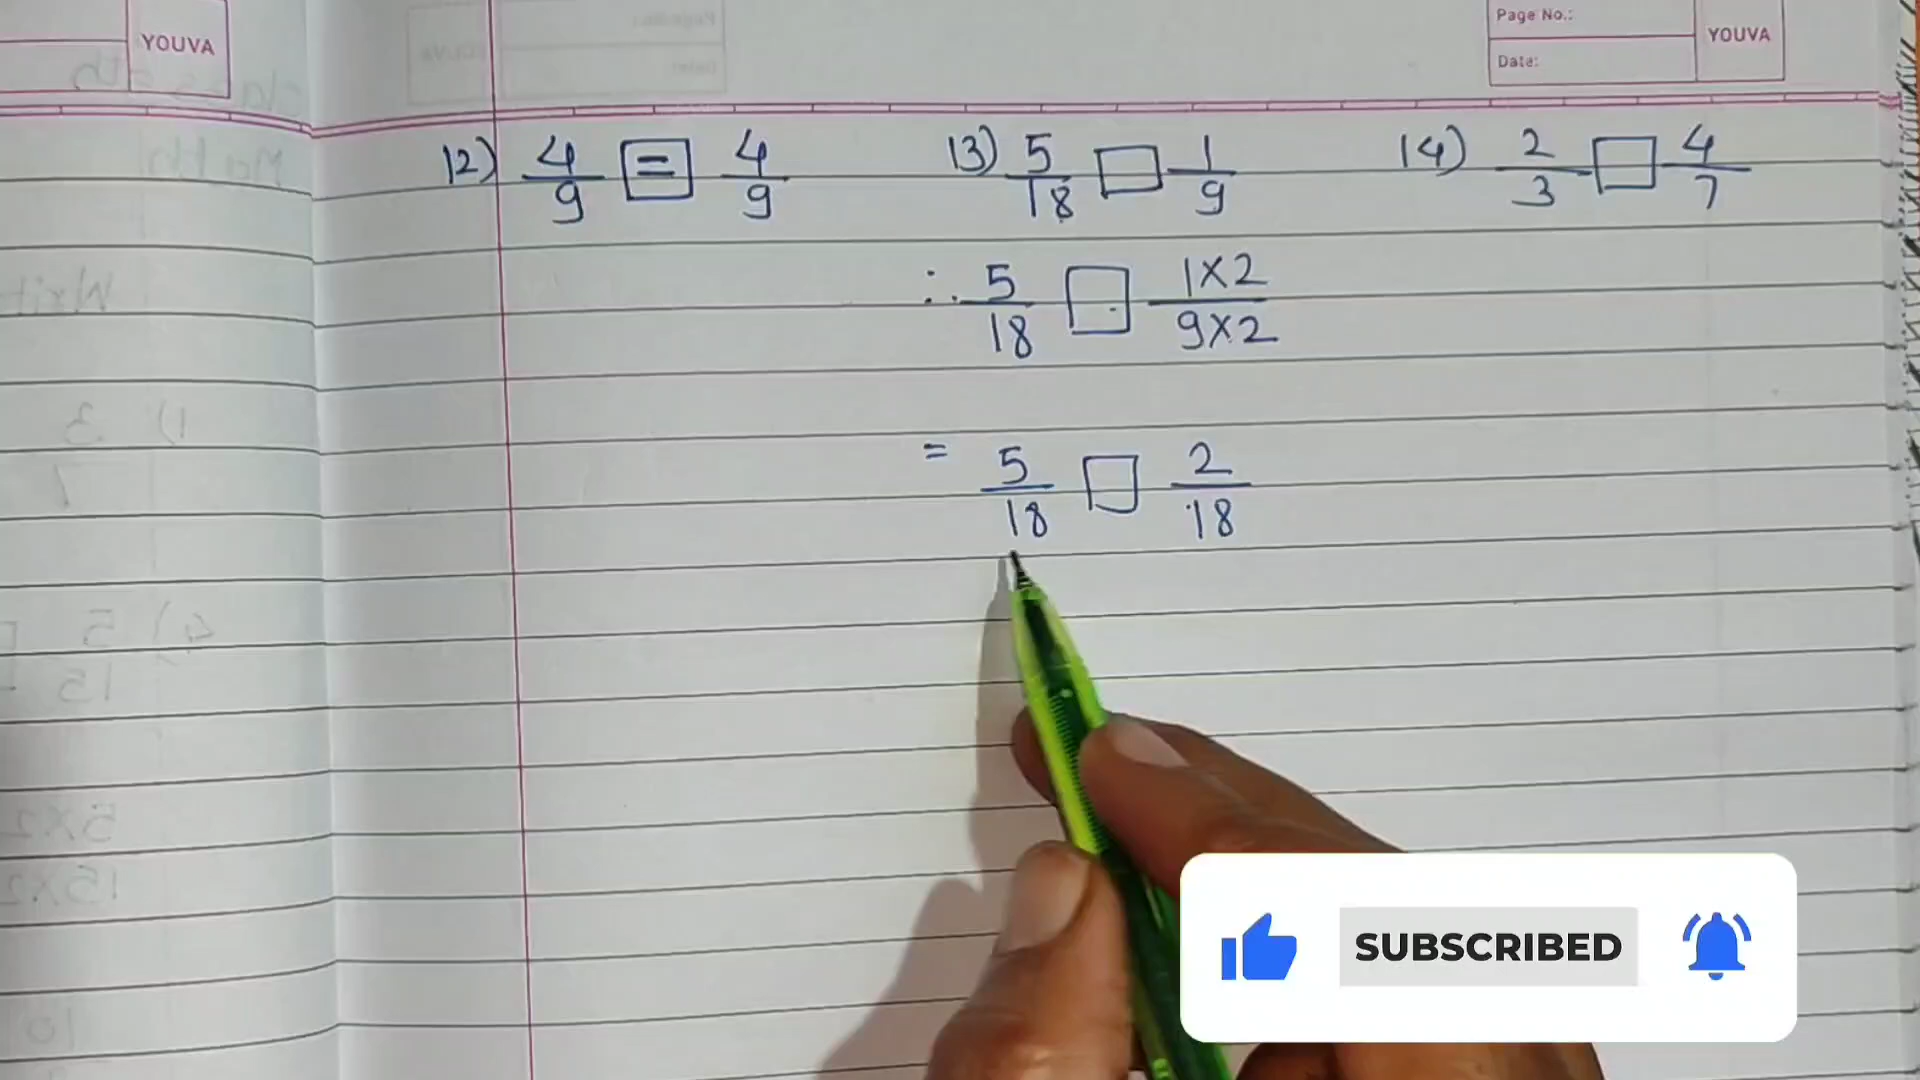 YOUVA
Page No.:
Date:
YOUVA
12) 4/9 = 4/9
13) 5/18 □ 1/9
14) 2/3 □ 4/7
∴ 5/18 □ 1×2/9×2
= 5/18 □ 2/18
SUBSCRIBED